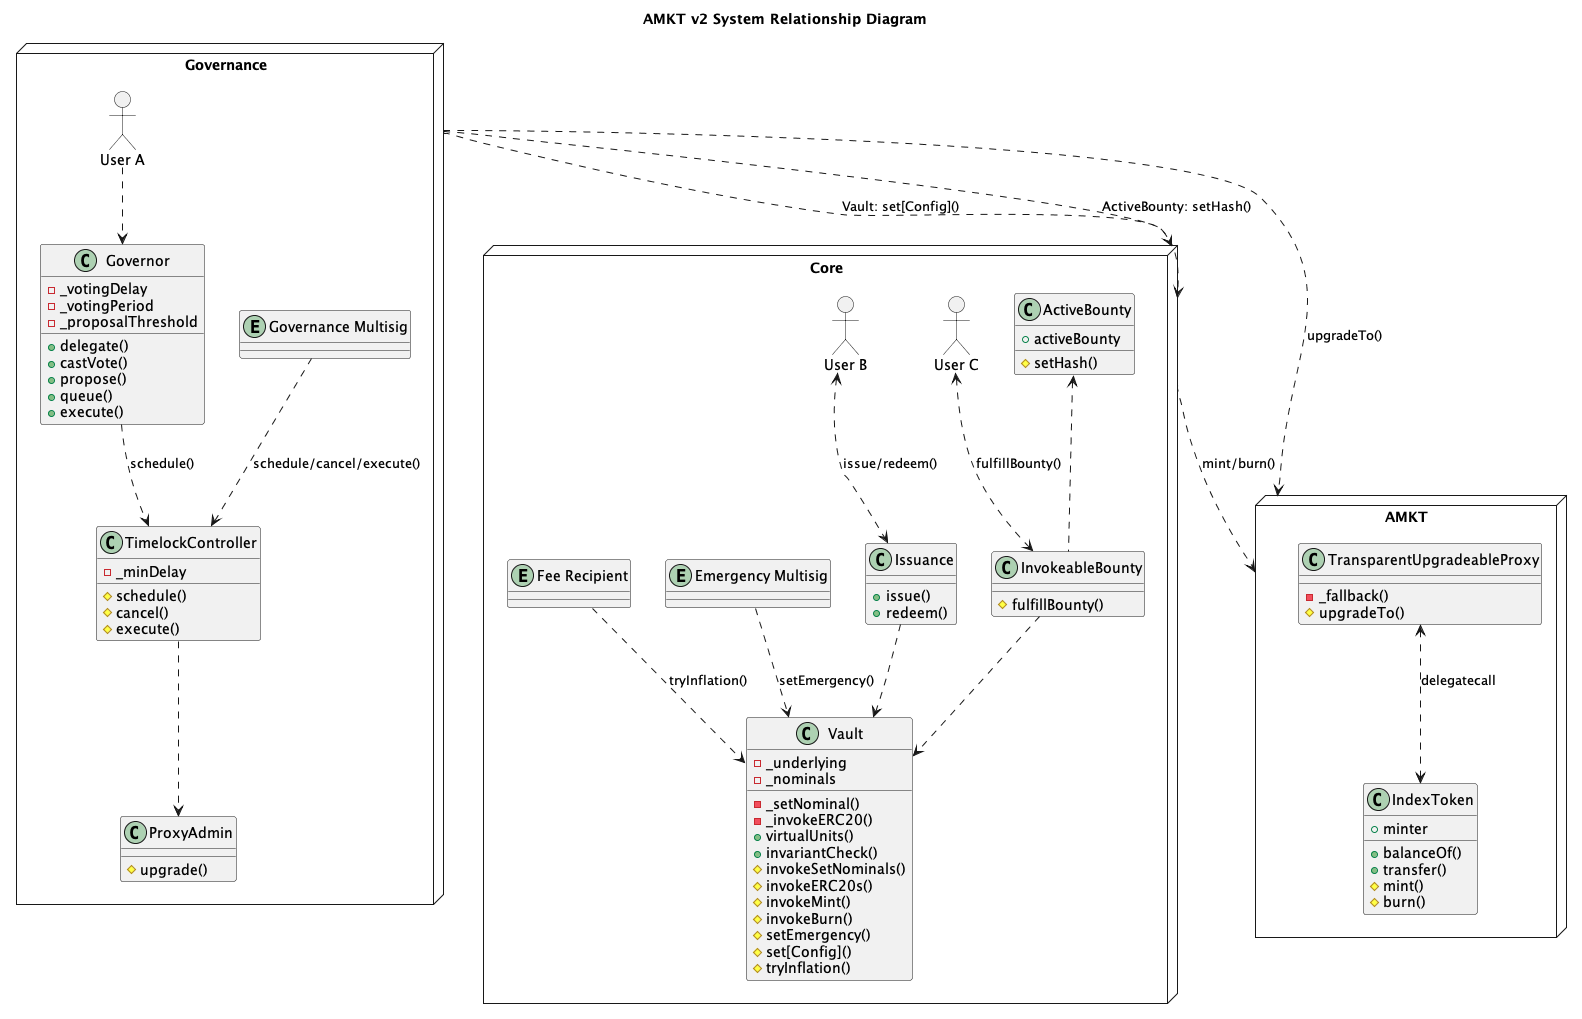 AMKT v2 System Relationship Diagram
Governance
User A
C Governor
_votingDelay
_votingPeriod
_proposalThreshold
delegate()
castVote()
propose()
queue()
execute()
E Governance Multisig
schedule()
schedule/cancel/execute()
C TimelockController
_minDelay
schedule()
cancel()
execute()
C ProxyAdmin
upgrade()
Vault: set[Config]()
ActiveBounty: setHash()
upgradeTo()
mint/burn()
Core
User B
User C
C ActiveBounty
activeBounty
setHash()
issue/redeem()
fulfillBounty()
E Fee Recipient
E Emergency Multisig
C Issuance
issue()
redeem()
C InvokeableBounty
fulfillBounty()
tryInflation()
setEmergency()
C Vault
_underlying
_nominals
_setNominal()
_invokeERC20()
virtualUnits()
invariantCheck()
invokeSetNominals()
invokeERC20s()
invokeMint()
invokeBurn()
setEmergency()
set[Config]()
tryInflation()
AMKT
C TransparentUpgradeableProxy
_fallback()
upgradeTo()
delegatecall
C IndexToken
minter
balanceOf()
transfer()
mint()
burn()